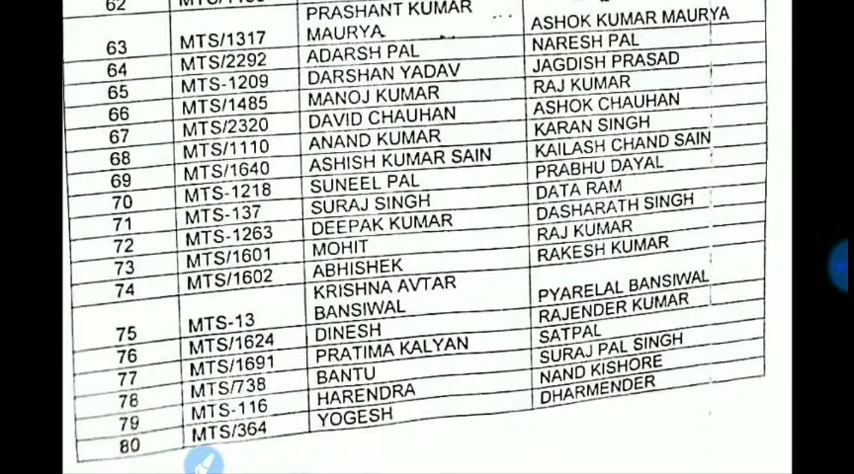 62
PRASHANT KUMAR
63 MTS/1317 MAURYA ASHOK KUMAR MAURYA
64 MTS/2292 ADARSH PAL NARESH PAL
65 MTS-1209 DARSHAN YADAV JAGDISH PRASAD
66 MTS/1485 MANOJ KUMAR RAJ KUMAR
67 MTS/2320 DAVID CHAUHAN ASHOK CHAUHAN
68 MTS/1110 ANAND KUMAR KARAN SINGH
69 MTS/1640 ASHISH KUMAR SAIN KAILASH CHAND SAIN
70 MTS-1218 SUNEEL PAL PRABHU DAYAL
71 MTS-137 SURAJ SINGH DATA RAM
72 MTS-1263 DEEPAK KUMAR DASHARATH SINGH
73 MTS/1601 MOHIT RAJ KUMAR
74 MTS/1602 ABHISHEK RAKESH KUMAR
KRISHNA AVTAR
75 MTS-13 BANSIWAL PYARELAL BANSIWAL
76 MTS/1624 DINESH RAJENDER KUMAR
77 MTS/1691 PRATIMA KALYAN SATPAL
78 MTS/738 BANTU SURAJ PAL SINGH
79 MTS-116 HARENDRA NAND KISHORE
80 MTS/364 YOGESH DHARMENDER